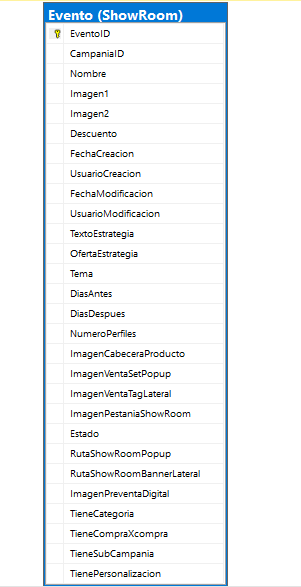 Evento (ShowRoom)
EventoID
CampaniaID
Nombre
Imagen1
Imagen2
Descuento
FechaCreacion
UsuarioCreacion
FechaModificacion
UsuarioModificacion
TextoEstrategia
OfertaEstrategia
Tema
DiasAntes
DiasDespues
NumeroPerfiles
ImagenCabeceraProducto
ImagenVentaSetPopup
ImagenVentaTagLateral
ImagenPestaniaShowRoom
Estado
RutaShowRoomPopup
RutaShowRoomBannerLateral
ImagenPreventaDigital
TieneCategoria
TieneCompraXcompra
TieneSubCampania
TienePersonalizacion